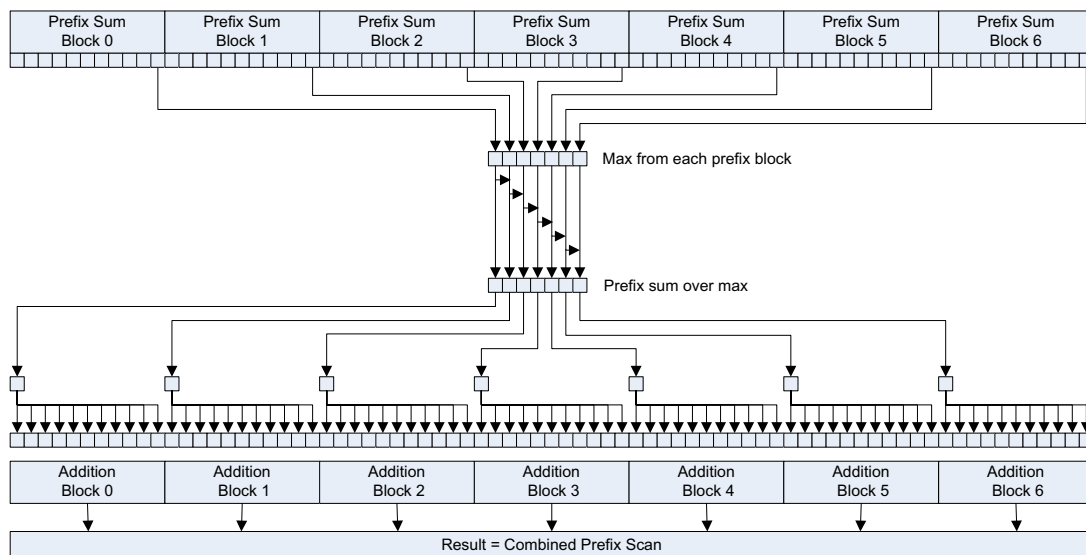 Prefix Sum
Block 0
Prefix Sum
Block 1
Prefix Sum
Block 2
Prefix Sum
Block 3
Prefix Sum
Block 4
Prefix Sum
Block 5
Prefix Sum
Block 6
Max from each prefix block
Prefix sum over max
Addition
Block 0
Addition
Block 1
Addition
Block 2
Addition
Block 3
Addition
Block 4
Addition
Block 5
Addition
Block 6
Result = Combined Prefix Scan